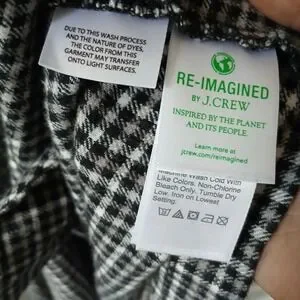 DUE TO THIS WASH PROCESS
AND THE NATURE OF DYES,
THE COLOR FROM THIS
GARMENT MAY TRANSFER
ONTO LIGHT SURFACES.
RE-IMAGINED
BY J.CREW
INSPIRED BY THE PLANET
AND ITS PEOPLE.
Learn more at
jcrew.com/reimagined
Machine Wash Cold With
Like Colors. Non-Chlorine
Bleach Only. Tumble Dry
Low. Iron on Lowest
Setting.